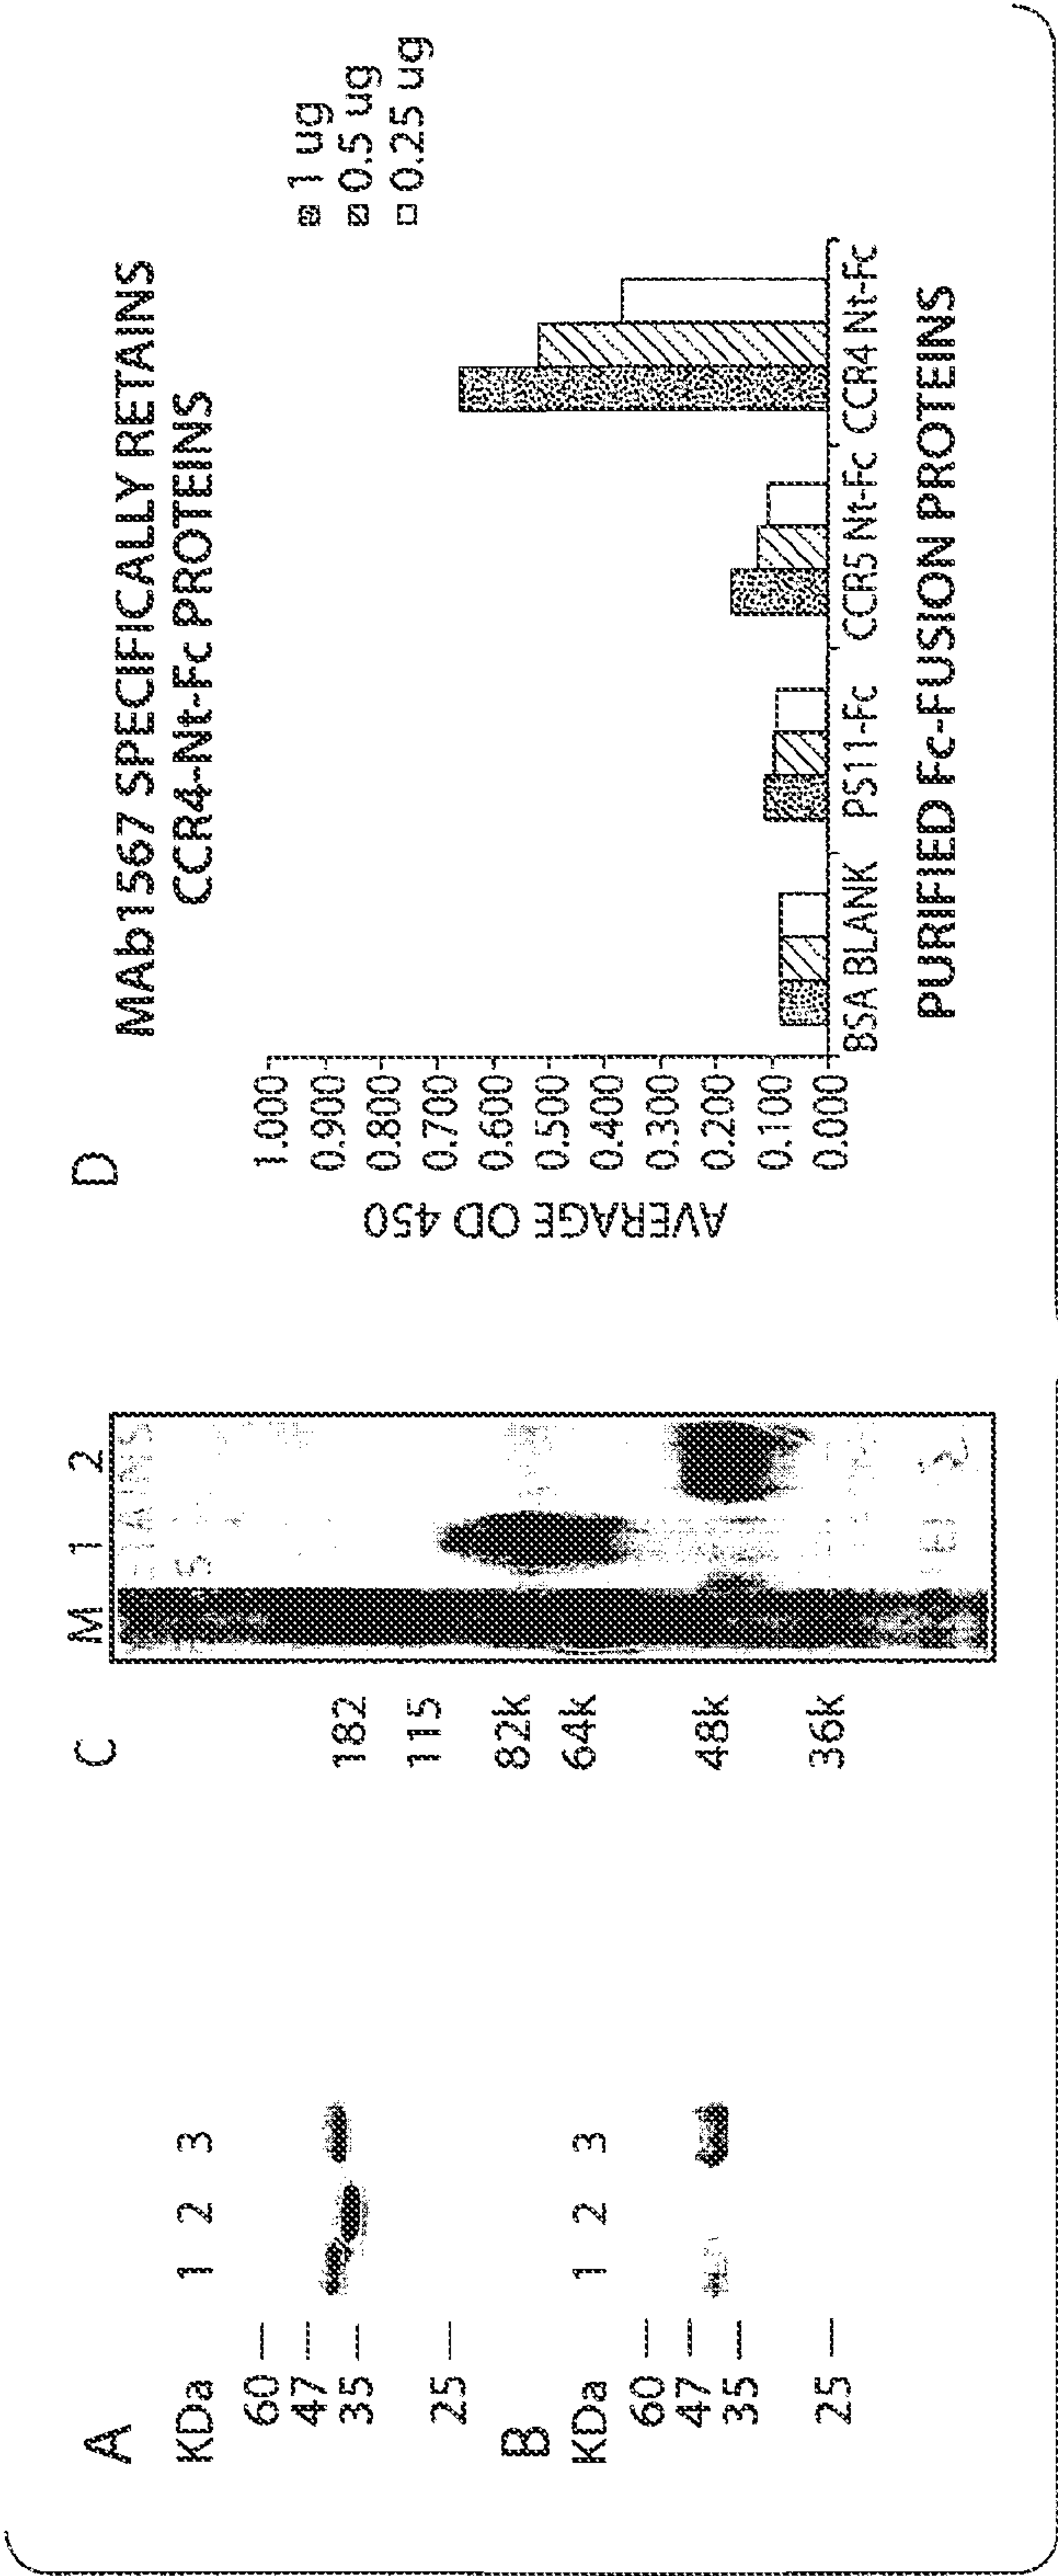 A
KDa 1 2 3
60
47
35
25
B
KDa 1 2 3
60
47
35
25
C
M 1 2
182
115
82k
64k
48k
36k
D
MAb1567 SPECIFICALLY RETAINS
CCR4-Nt-Fc PROTEINS
1 ug
0.5 ug
0.25 ug
AVERAGE OD 450
1.000
0.900
0.800
0.700
0.600
0.500
0.400
0.300
0.200
0.100
0.000
BSA BLANK PS11-Fc CCR5 Nt-Fc CCR4 Nt-Fc
PURIFIED Fc-FUSION PROTEINS